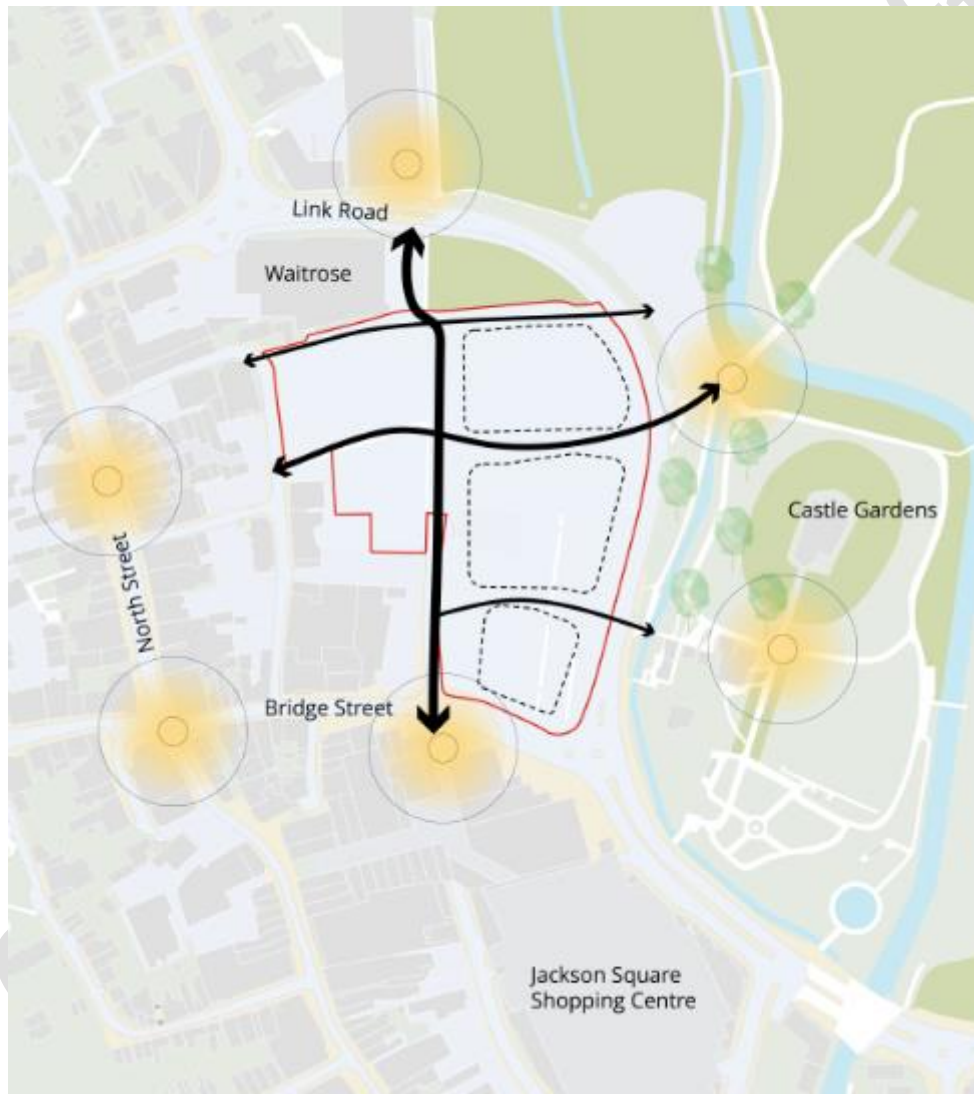 Link Road
Waitrose
Castle Gardens
North Street
Bridge Street
Jackson Square
Shopping Centre